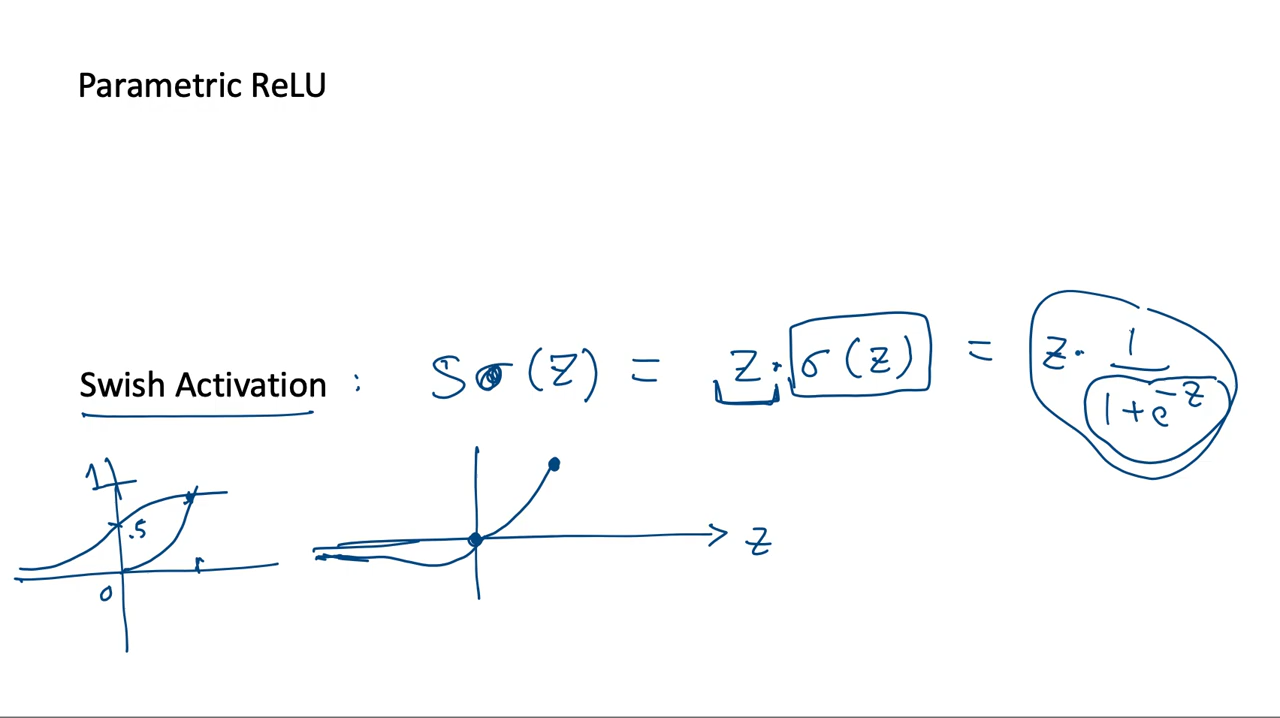 Parametric ReLU
Swish Activation : Sσ(Z) = Z·σ(z) = z· 1/(1+e^-z)
1
.5
0
z